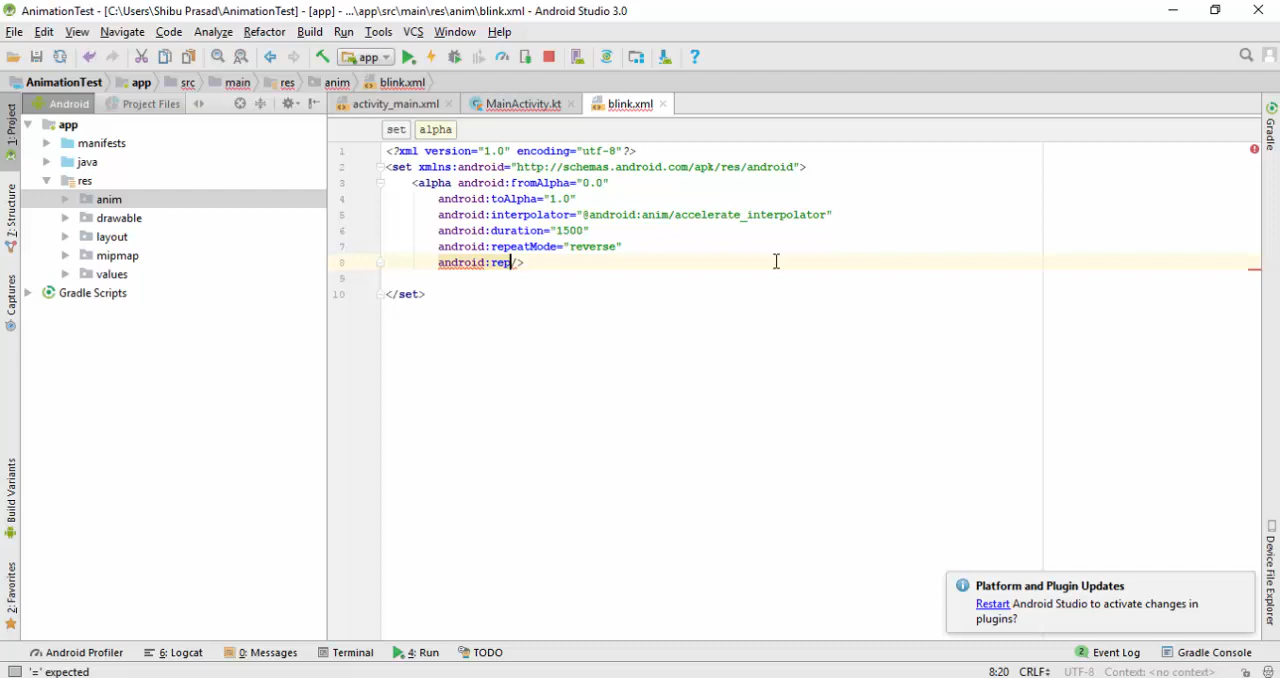 AnimationTest - [C:\Users\Shibu Prasad\AnimationTest] - [app] - ...\app\src\main\res\anim\blink.xml - Android Studio 3.0
File Edit View Navigate Code Analyze Refactor Build Run Tools VCS Window Help
app
AnimationTest app src main res anim blink.xml
Android Project Files
activity_main.xml MainActivity.kt blink.xml
set alpha
1: Project
Z: Structure
Captures
Build Variants
2: Favorites
app
manifests
java
res
anim
drawable
layout
mipmap
values
Gradle Scripts
1 <?xml version="1.0" encoding="utf-8"?>
2 <set xmlns:android="http://schemas.android.com/apk/res/android">
3 <alpha android:fromAlpha="0.0"
4 android:toAlpha="1.0"
5 android:interpolator="@android:anim/accelerate_interpolator"
6 android:duration="1500"
7 android:repeatMode="reverse"
8 android:rep/>
9
10 </set>
Gradle
Device File Explorer
Platform and Plugin Updates
Restart Android Studio to activate changes in
plugins?
Android Profiler 6: Logcat 0: Messages Terminal 4: Run TODO 2 Event Log Gradle Console
'=' expected 8:20 CRLF UTF-8 Context: <no context>